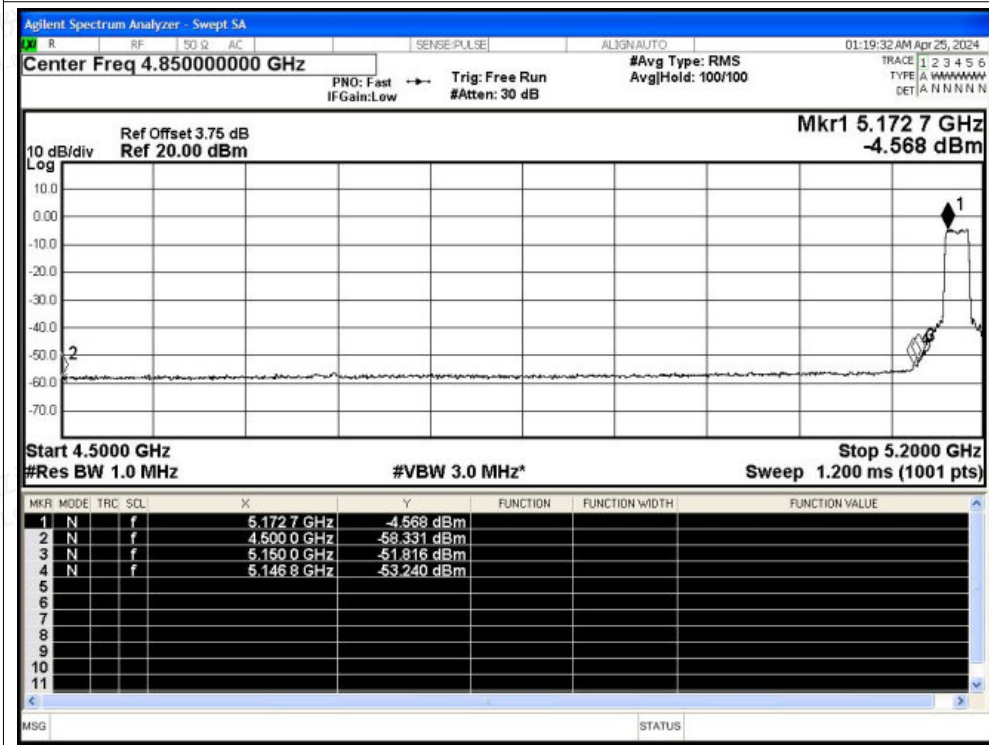 Agilent Spectrum Analyzer - Swept SA
LXI R RF 50 Ω AC SENSE:PULSE ALIGNAUTO 01:19:32 AM Apr 25, 2024
Center Freq 4.850000000 GHz
PNO: Fast
IFGain:Low
Trig: Free Run
#Atten: 30 dB
#Avg Type: RMS
Avg|Hold: 100/100
TRACE 1 2 3 4 5 6
TYPE A WWWWW
DET A N N N N N
Ref Offset 3.75 dB
10 dB/div Ref 20.00 dBm
Log
Mkr1 5.172 7 GHz
-4.568 dBm
10.0
0.00
-10.0
-20.0
-30.0
-40.0
-50.0
-60.0
-70.0
1
2
Start 4.5000 GHz
#Res BW 1.0 MHz
#VBW 3.0 MHz*
Stop 5.2000 GHz
Sweep 1.200 ms (1001 pts)
MKR MODE TRC SCL X Y FUNCTION FUNCTION WIDTH FUNCTION VALUE
1 N f 5.172 7 GHz -4.568 dBm
2 N f 4.500 0 GHz -58.331 dBm
3 N f 5.150 0 GHz -51.816 dBm
4 N f 5.146 8 GHz -53.240 dBm
5
6
7
8
9
10
11
MSG STATUS